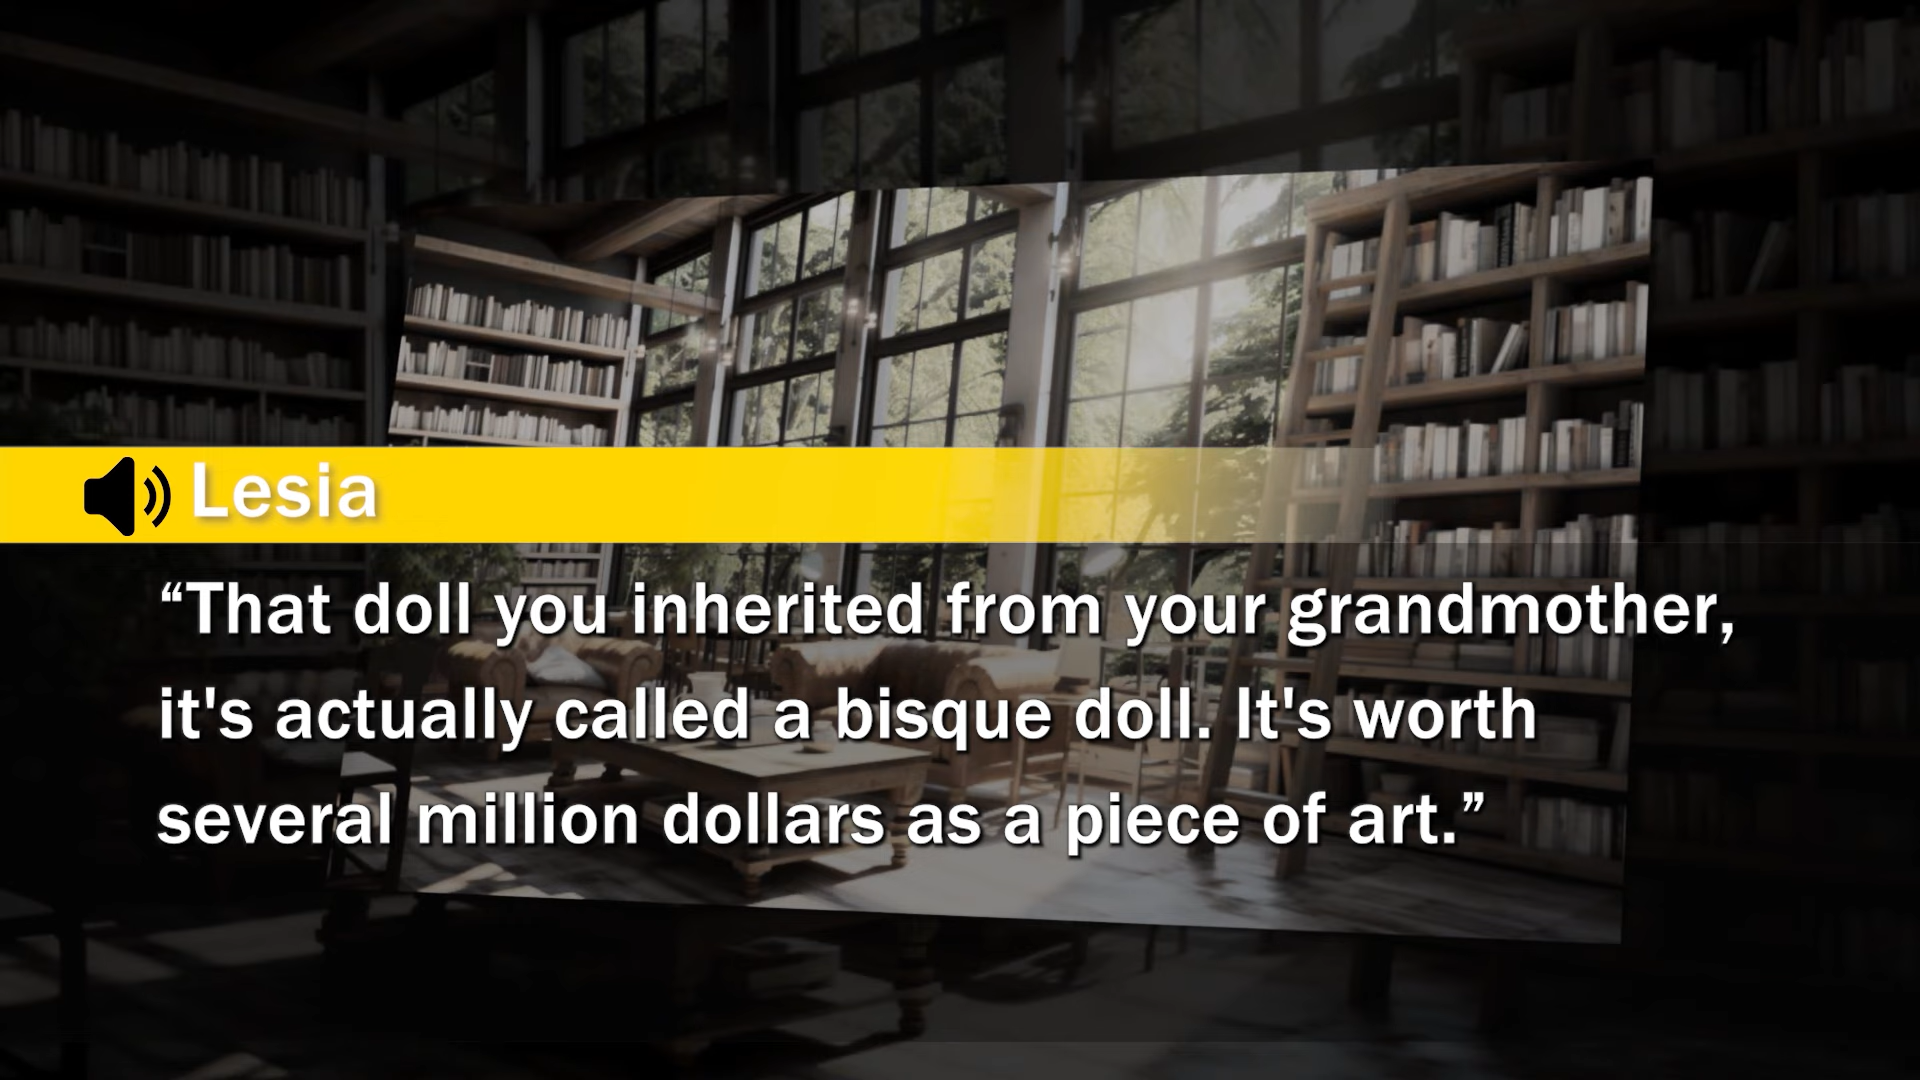 Lesia
“That doll you inherited from your grandmother,
it's actually called a bisque doll. It's worth
several million dollars as a piece of art.”